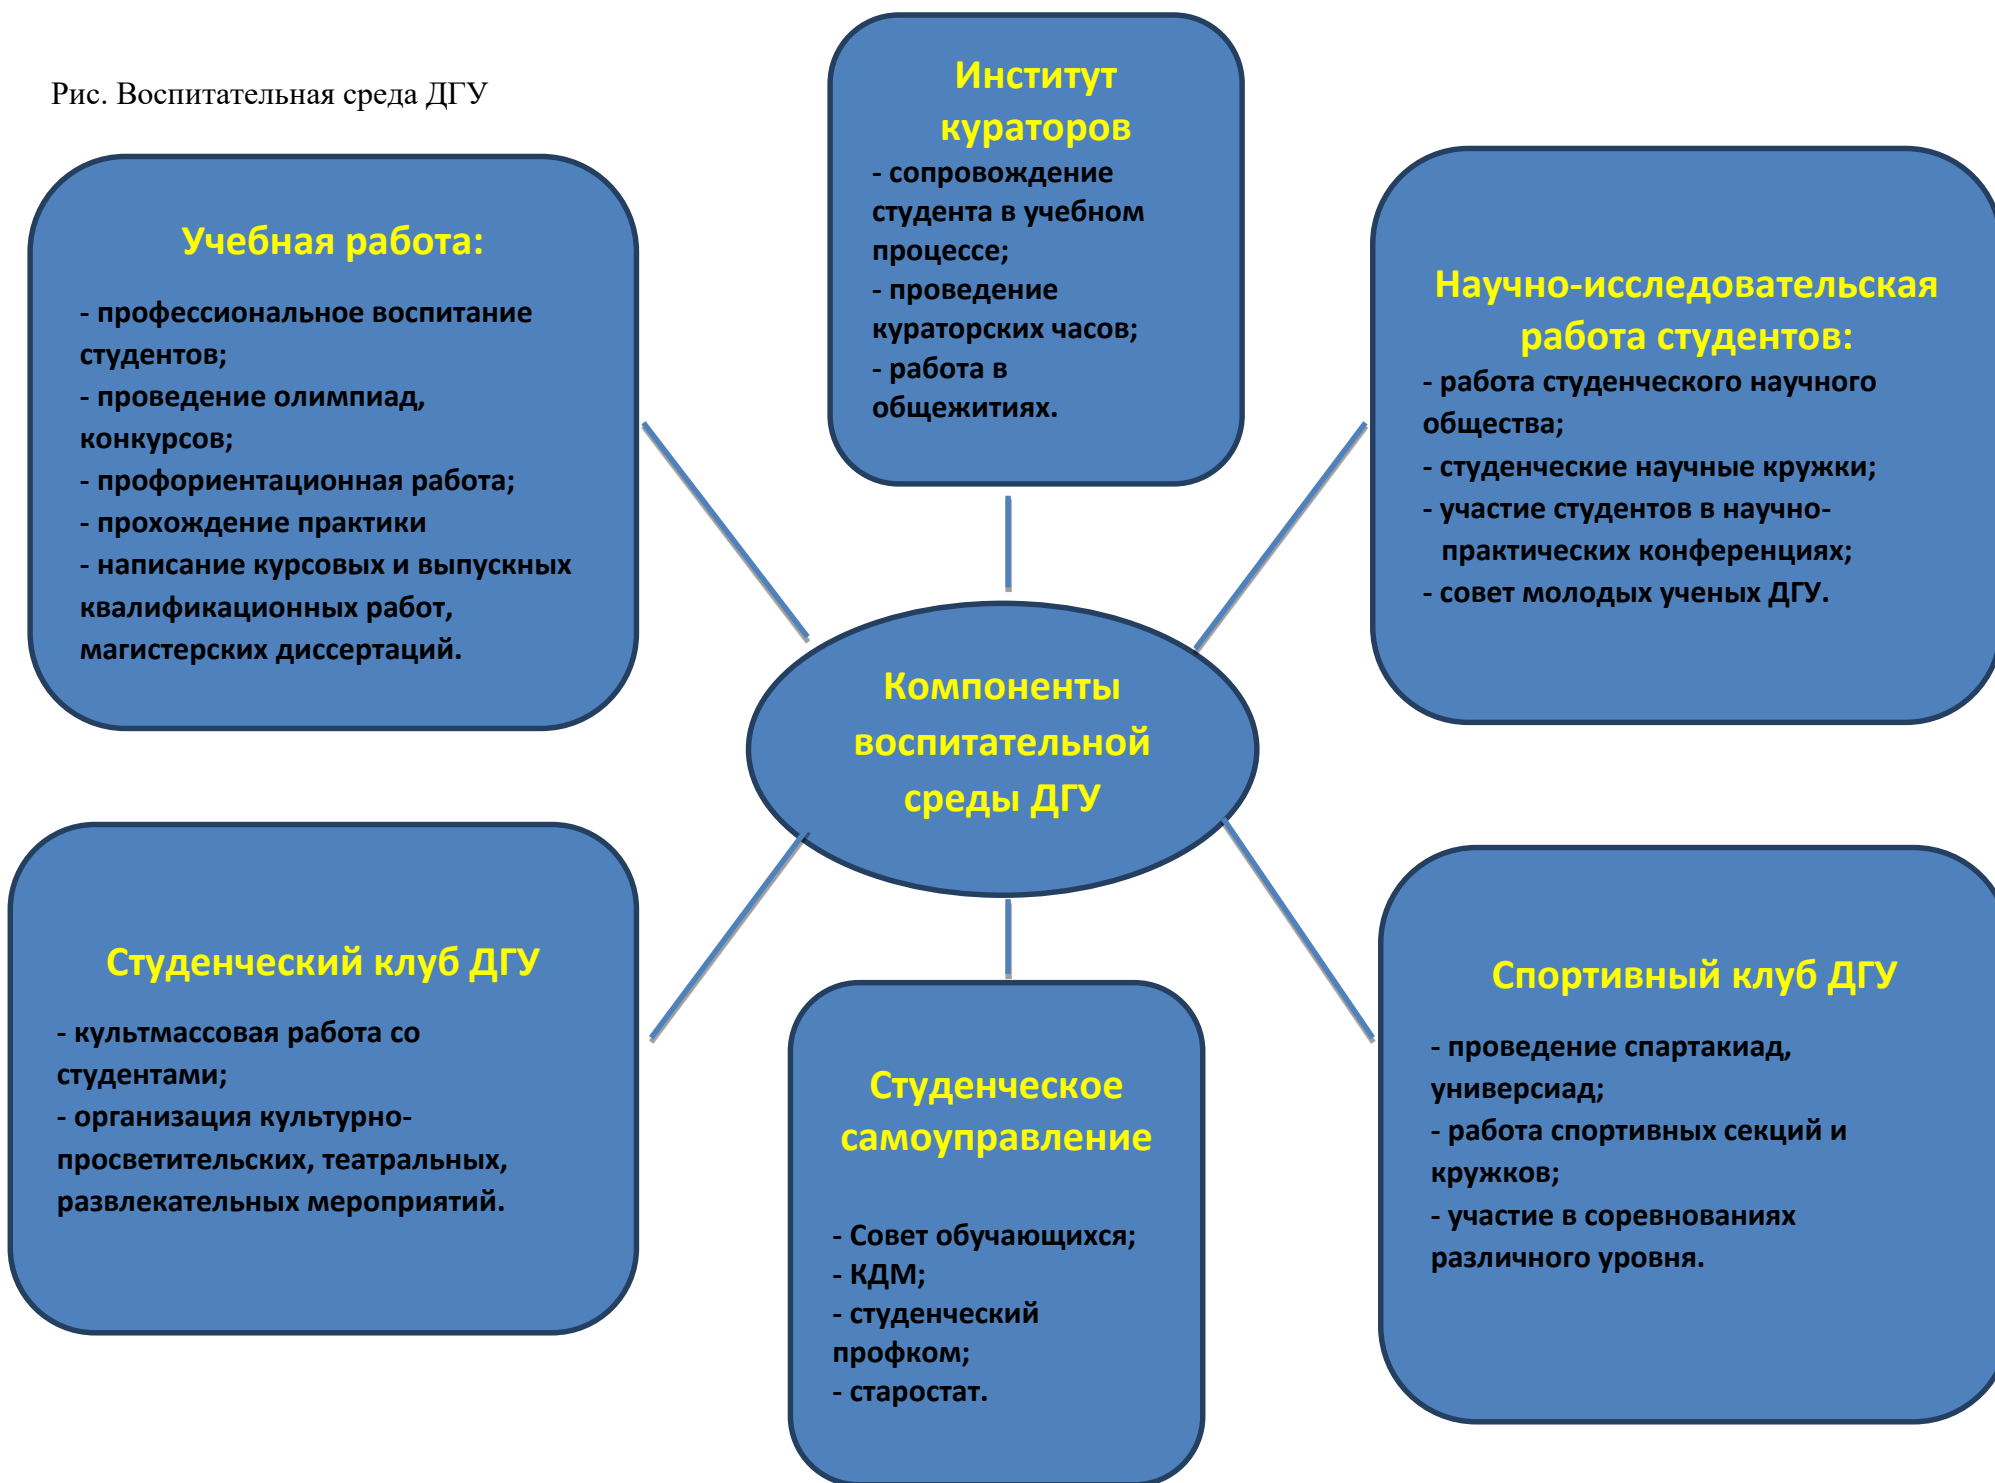 Рис. Воспитательная среда ДГУ
Институт
кураторов
- сопровождение
студента в учебном
процессе;
- проведение
кураторских часов;
- работа в
общежитиях.
Учебная работа:
- профессиональное воспитание
студентов;
- проведение олимпиад,
конкурсов;
- профориентационная работа;
- прохождение практики
- написание курсовых и выпускных
квалификационных работ,
магистерских диссертаций.
Научно-исследовательская
работа студентов:
- работа студенческого научного
общества;
- студенческие научные кружки;
- участие студентов в научно-
практических конференциях;
- совет молодых ученых ДГУ.
Компоненты
воспитательной
среды ДГУ
Студенческий клуб ДГУ
- культмассовая работа со
студентами;
- организация культурно-
просветительских, театральных,
развлекательных мероприятий.
Студенческое
самоуправление
- Совет обучающихся;
- КДМ;
- студенческий
профком;
- старостат.
Спортивный клуб ДГУ
- проведение спартакиад,
универсиад;
- работа спортивных секций и
кружков;
- участие в соревнованиях
различного уровня.